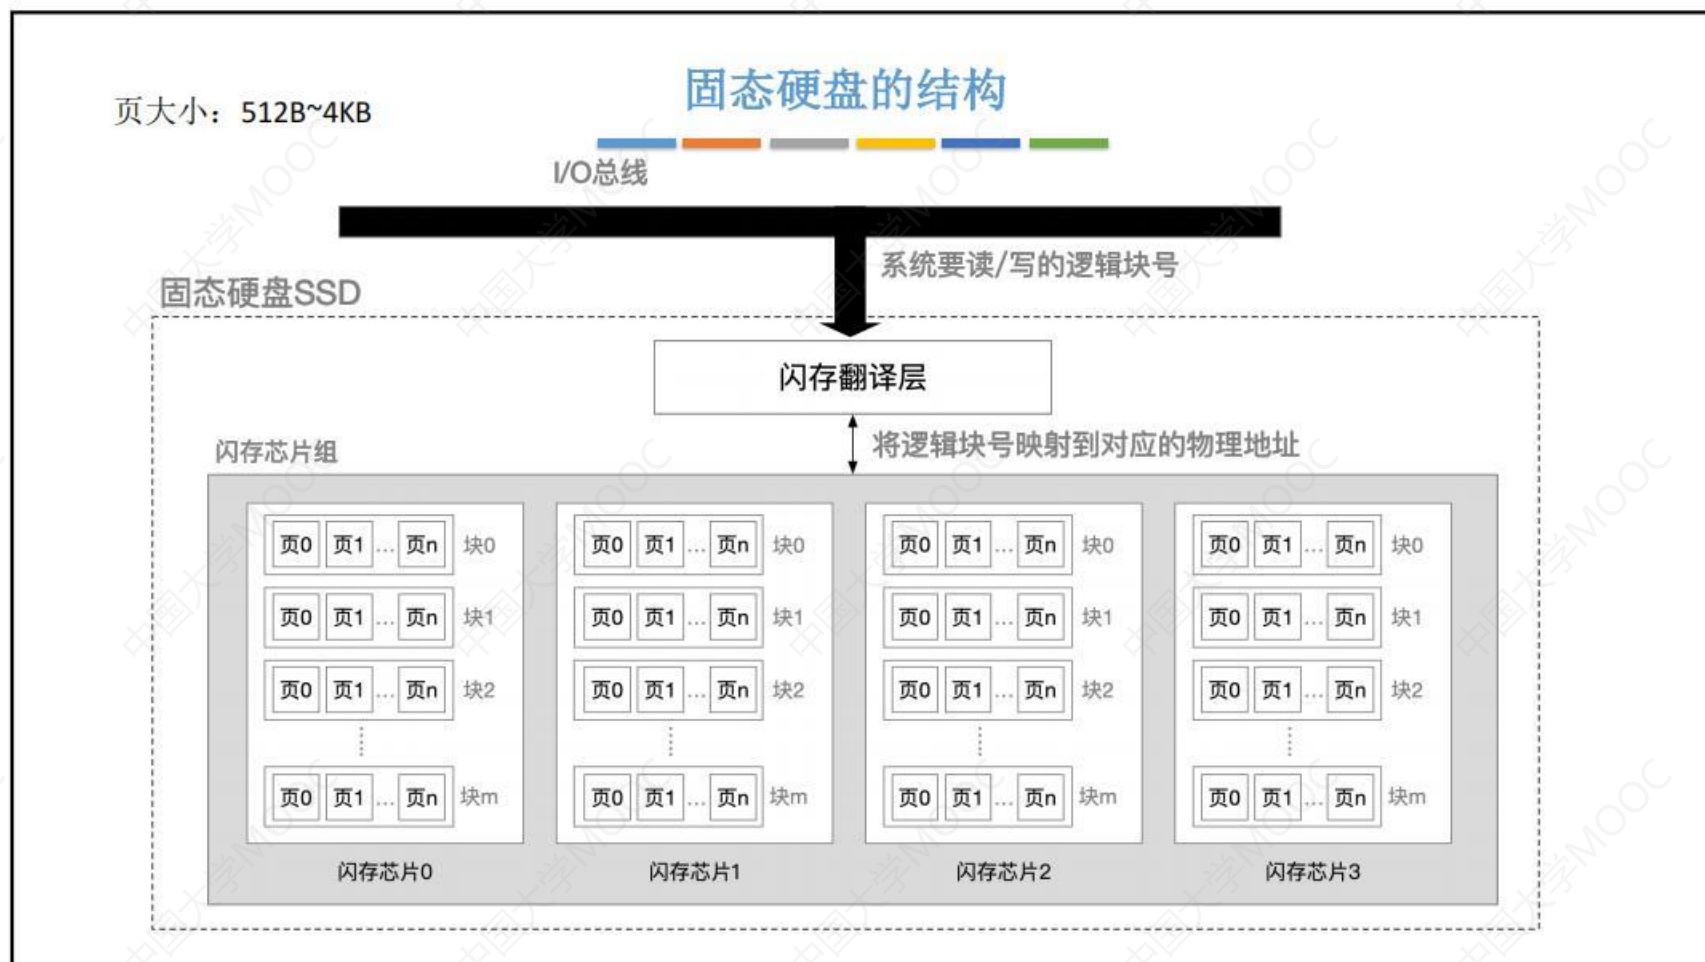 固态硬盘的结构
页大小：512B~4KB
I/O总线
系统要读/写的逻辑块号
固态硬盘SSD
闪存翻译层
将逻辑块号映射到对应的物理地址
闪存芯片组
页0 页1 ... 页n 块0 页0 页1 ... 页n 块0 页0 页1 ... 页n 块0 页0 页1 ... 页n 块0
页0 页1 ... 页n 块1 页0 页1 ... 页n 块1 页0 页1 ... 页n 块1 页0 页1 ... 页n 块1
页0 页1 ... 页n 块2 页0 页1 ... 页n 块2 页0 页1 ... 页n 块2 页0 页1 ... 页n 块2
页0 页1 ... 页n 块m 页0 页1 ... 页n 块m 页0 页1 ... 页n 块m 页0 页1 ... 页n 块m
闪存芯片0 闪存芯片1 闪存芯片2 闪存芯片3
中国大学MOOC